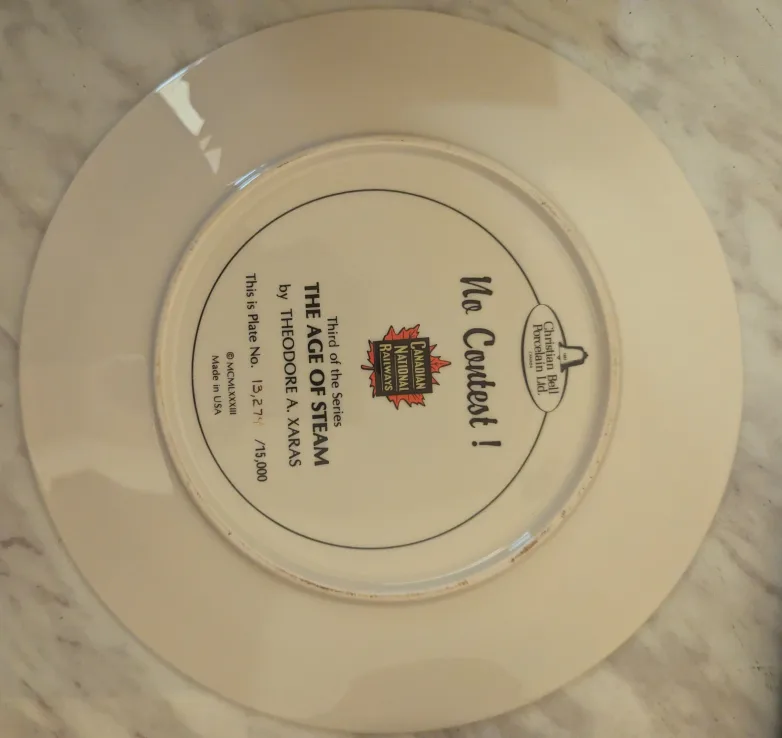 Christian Bell
Porcelain Ltd.
No Contest!
CANADIAN
NATIONAL
RAILWAYS
Third of the Series
THE AGE OF STEAM
by THEODORE A. XARAS
This is Plate No. /15,000
© MCMLXXXIII
Made in USA